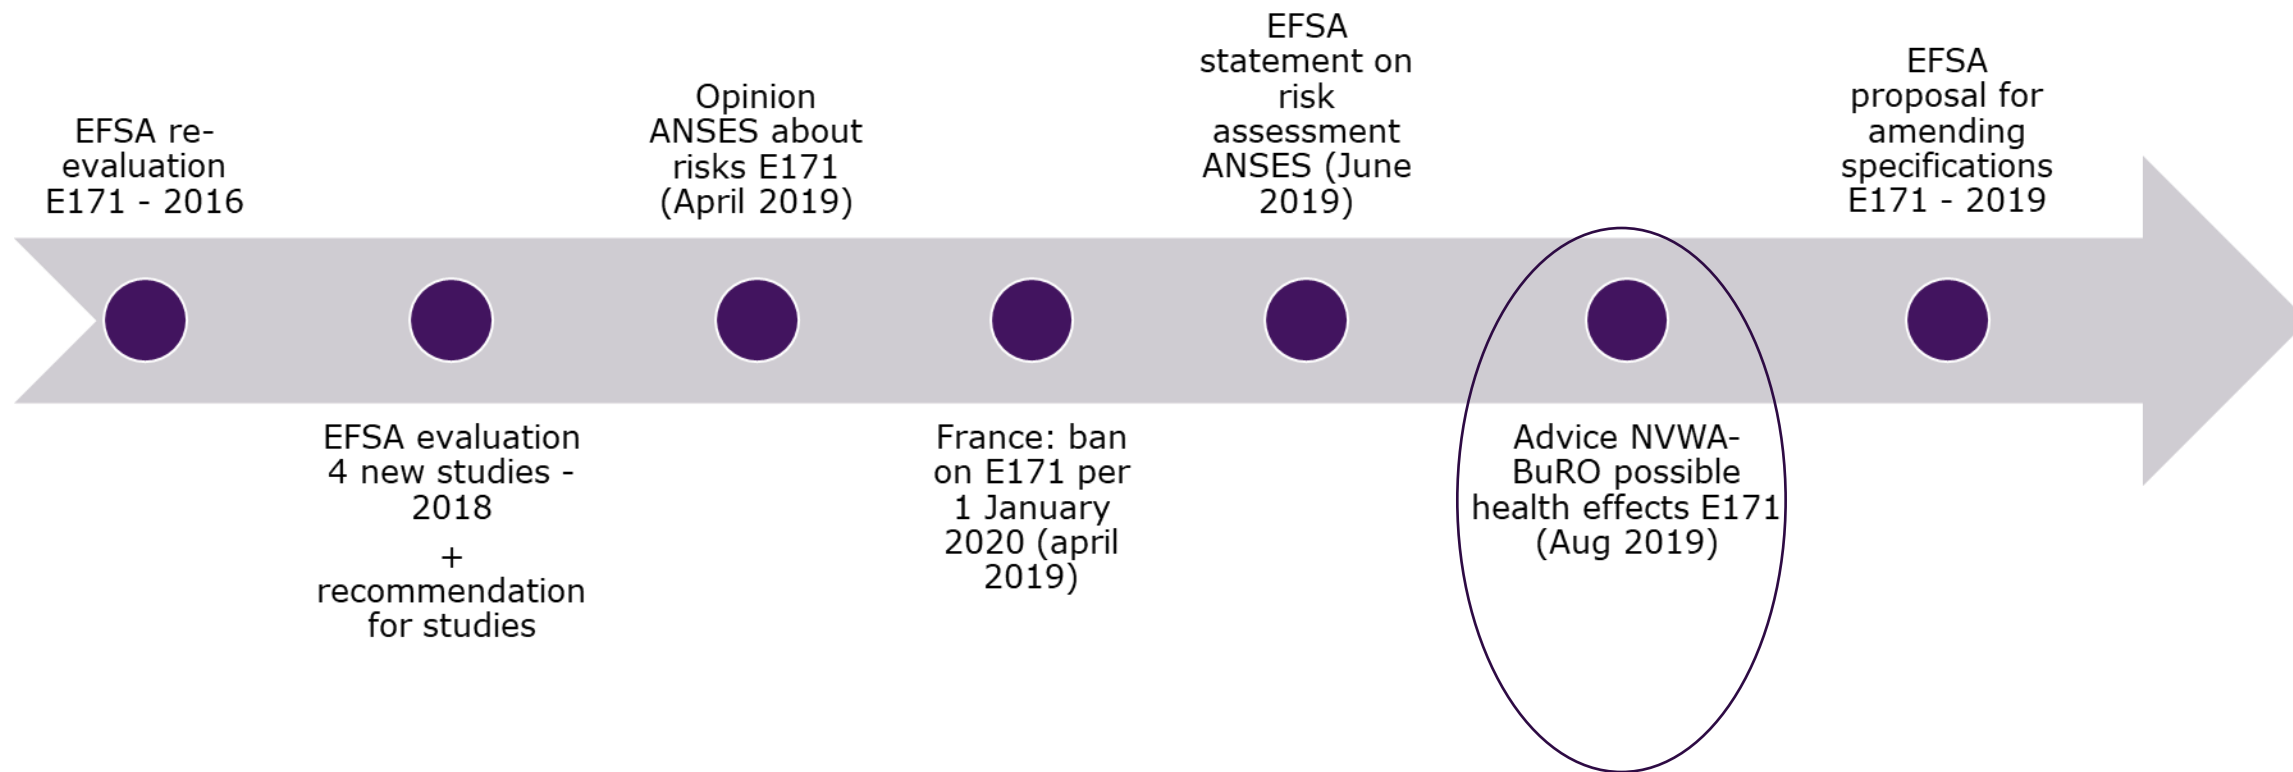 EFSA re-
evaluation
E171 - 2016
EFSA evaluation
4 new studies -
2018
+
recommendation
for studies
Opinion
ANSES about
risks E171
(April 2019)
France: ban
on E171 per
1 January
2020 (april
2019)
EFSA
statement on
risk
assessment
ANSES (June
2019)
Advice NVWA-
BuRO possible
health effects E171
(Aug 2019)
EFSA
proposal for
amending
specifications
E171 - 2019